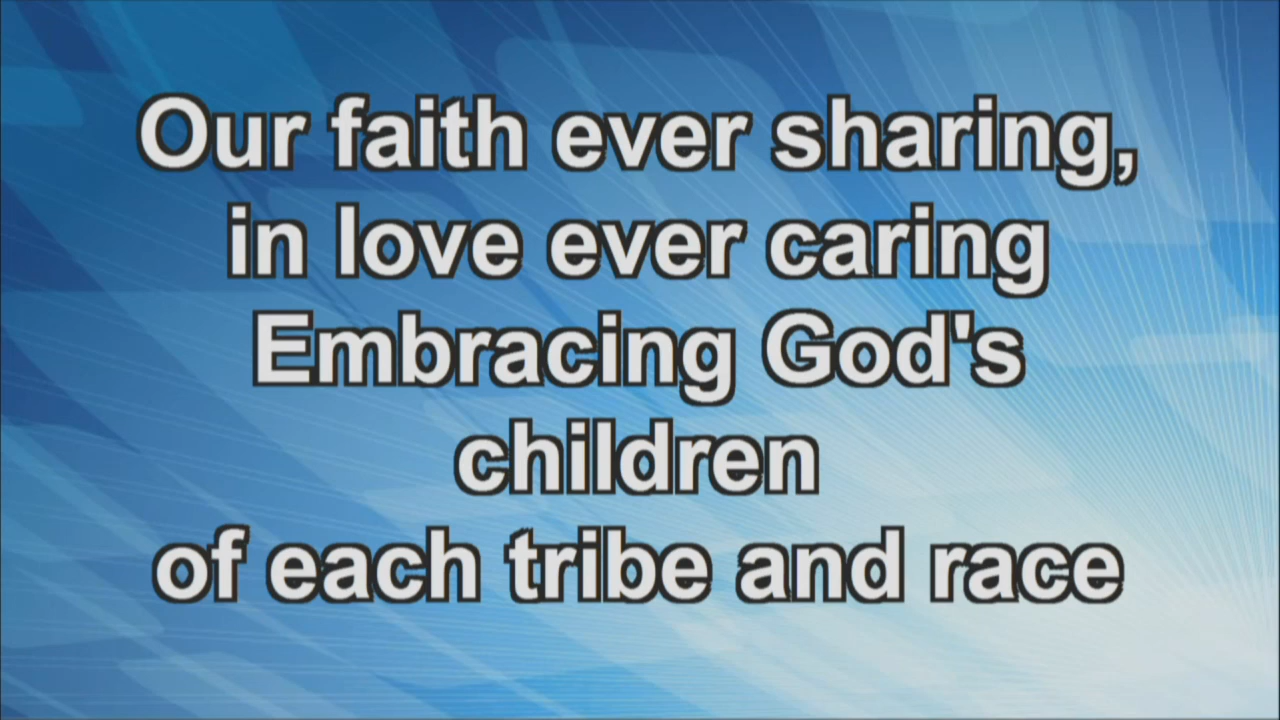 Our faith ever sharing,
in love ever caring
Embracing God's
children
of each tribe and race